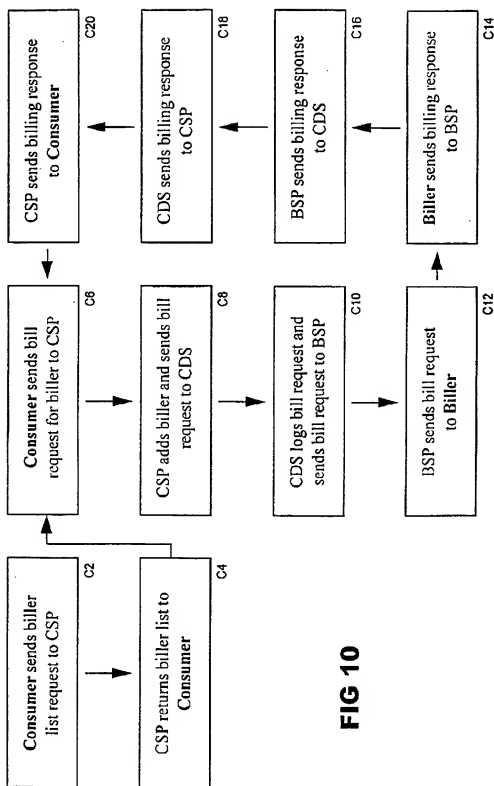 Consumer sends biller
list request to CSP
C2
CSP returns biller list to
Consumer
C4
Consumer sends bill
request for biller to CSP
C6
CSP adds biller and sends bill
request to CDS
C8
CDS logs bill request and
sends bill request to BSP
C10
BSP sends bill request
to Biller
C12
Biller sends billing response
to BSP
C14
BSP sends billing response
to CDS
C16
CDS sends billing response
to CSP
C18
CSP sends billing response
to Consumer
C20
FIG 10